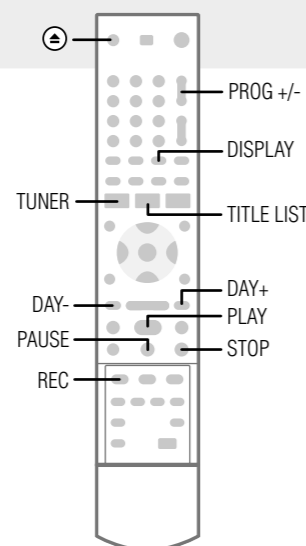 PROG +/-
DISPLAY
TUNER
TITLE LIST
DAY-
DAY+
PLAY
PAUSE
STOP
REC